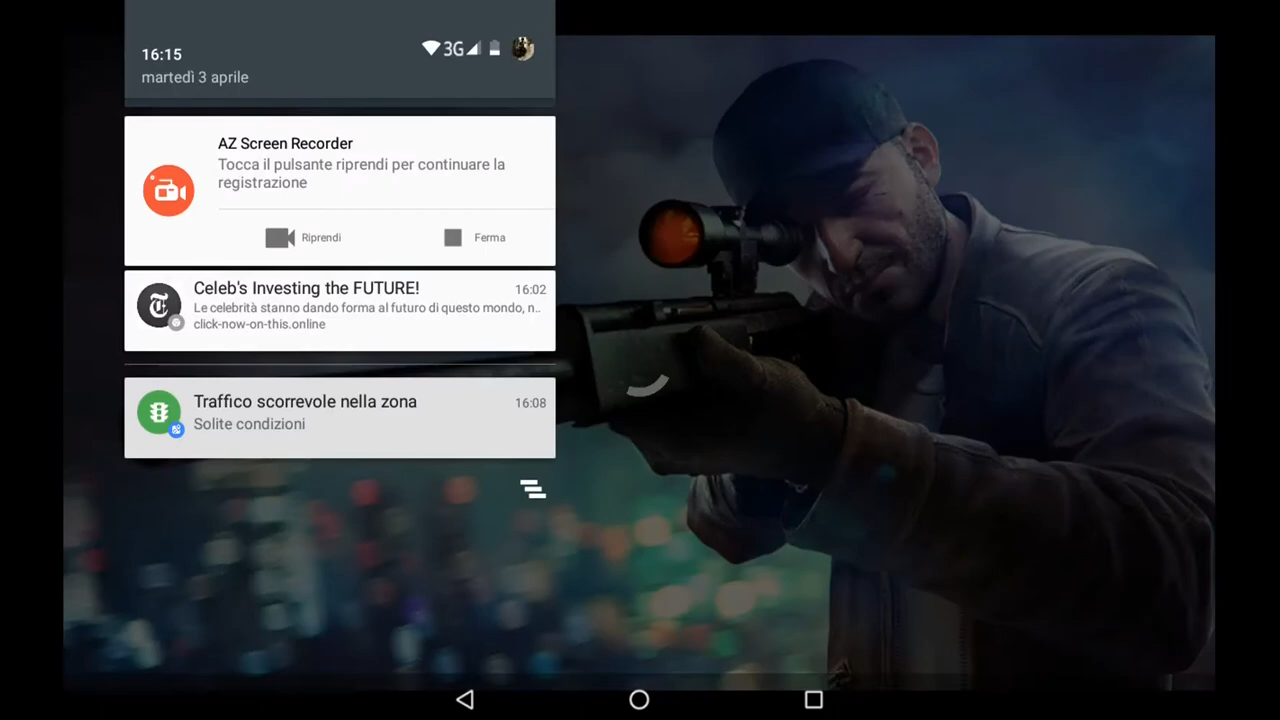 16:15
3G
martedì 3 aprile
AZ Screen Recorder
Tocca il pulsante riprendi per continuare la
registrazione
Riprendi
Ferma
Celeb's Investing the FUTURE!
16:02
Le celebrità stanno dando forma al futuro di questo mondo, n..
click-now-on-this.online
Traffico scorrevole nella zona
16:08
Solite condizioni